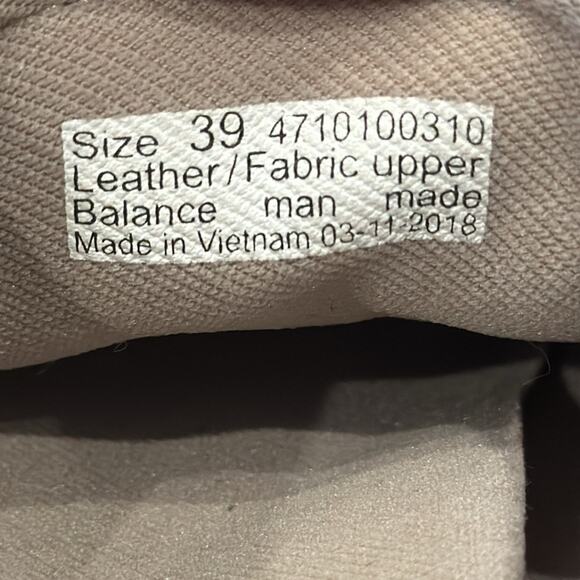 Size 39 4710100310
Leather/Fabric upper
Balance man made
Made in Vietnam 03-11-2018